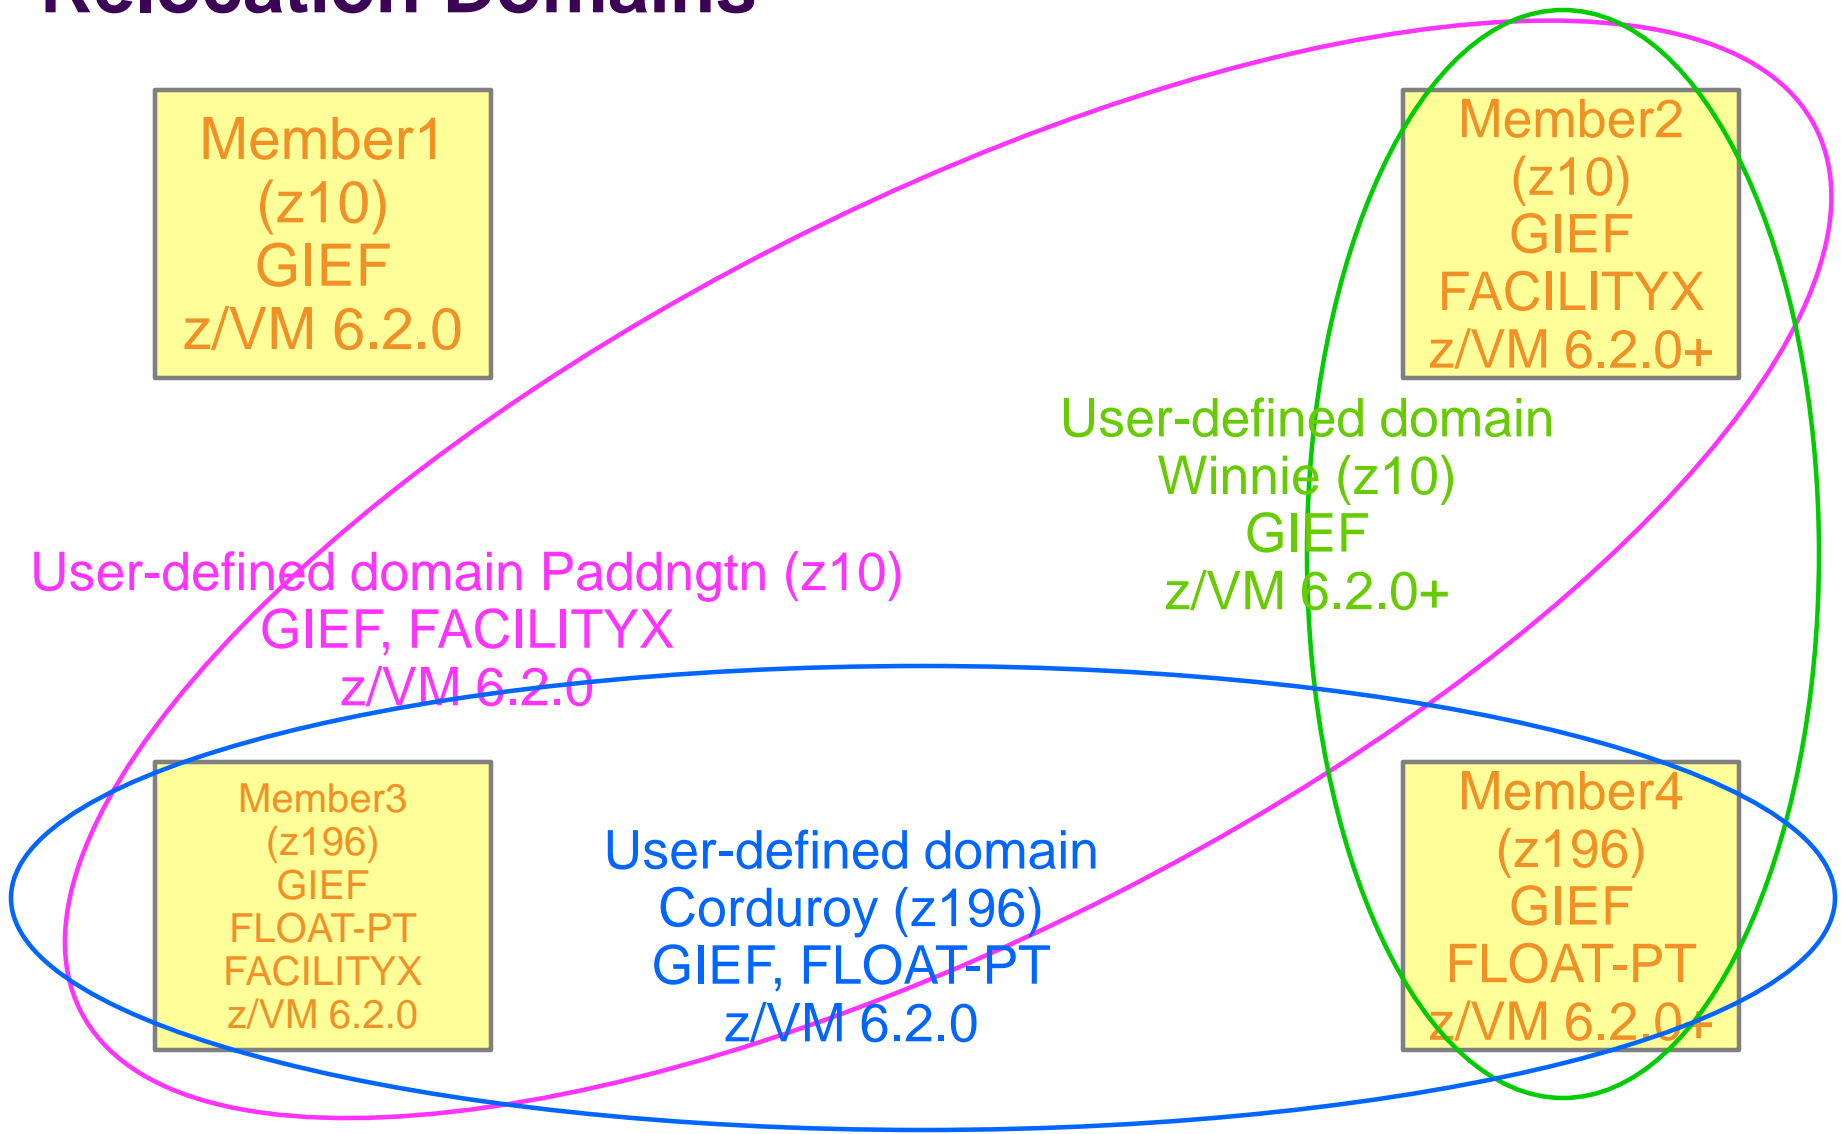 Relocation Domains
Member1
(z10)
GIEF
z/VM 6.2.0
Member2
(z10)
GIEF
FACILITYX
z/VM 6.2.0+
User-defined domain
Winnie (z10)
GIEF
z/VM 6.2.0+
User-defined domain Paddngtn (z10)
GIEF, FACILITYX
z/VM 6.2.0
Member3
(z196)
GIEF
FLOAT-PT
FACILITYX
z/VM 6.2.0
User-defined domain
Corduroy (z196)
GIEF, FLOAT-PT
z/VM 6.2.0
Member4
(z196)
GIEF
FLOAT-PT
z/VM 6.2.0+